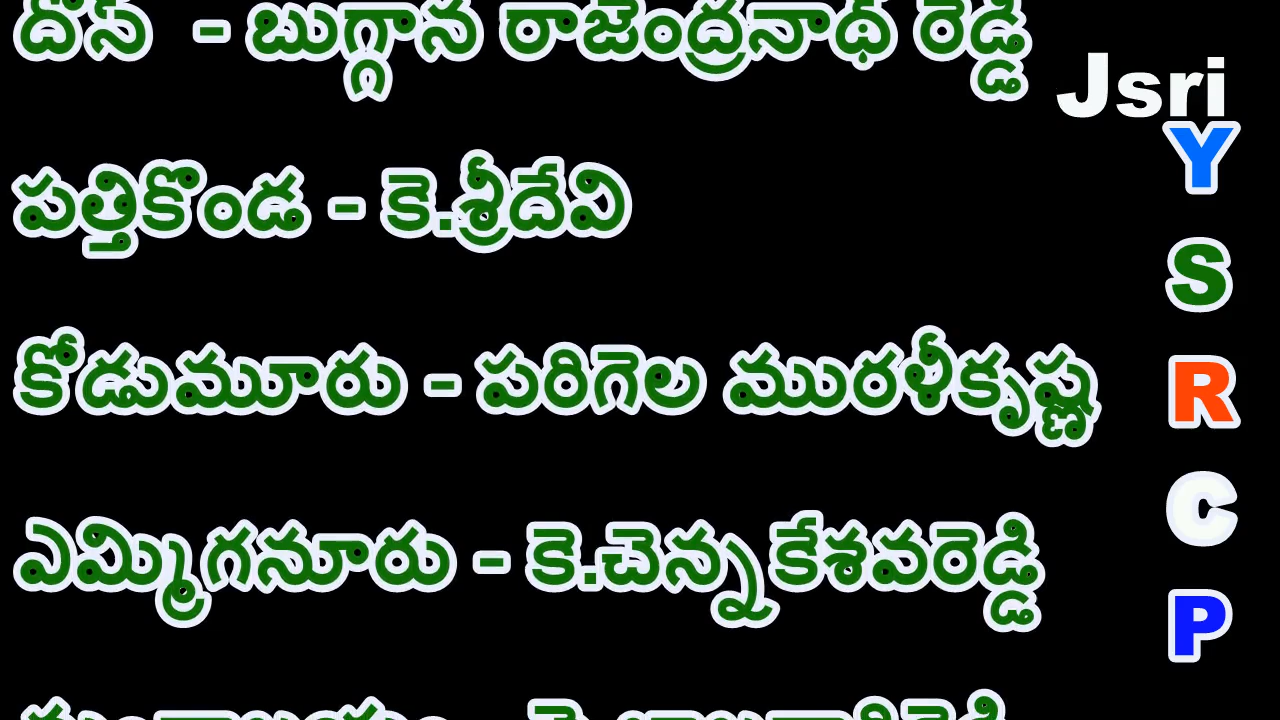 డోన్ - బుగ్గాన రాజేంద్రనాథ్ రెడ్డి
Jsri
పత్తికొండ - కె.శ్రీదేవి
కోడుమూరు - పరిగెల మురళీకృష్ణ
ఎమ్మిగనూరు - కె.చెన్నకేశవరెడ్డి
Y
S
R
C
P